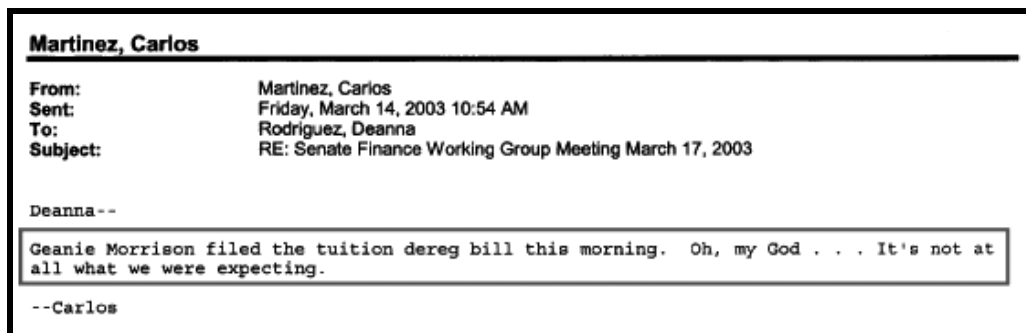 Martinez, Carlos
From: Martinez, Carlos
Sent: Friday, March 14, 2003 10:54 AM
To: Rodriguez, Deanna
Subject: RE: Senate Finance Working Group Meeting March 17, 2003
Deanna--
Geanie Morrison filed the tuition dereg bill this morning. Oh, my God . . . It's not at
all what we were expecting.
--Carlos